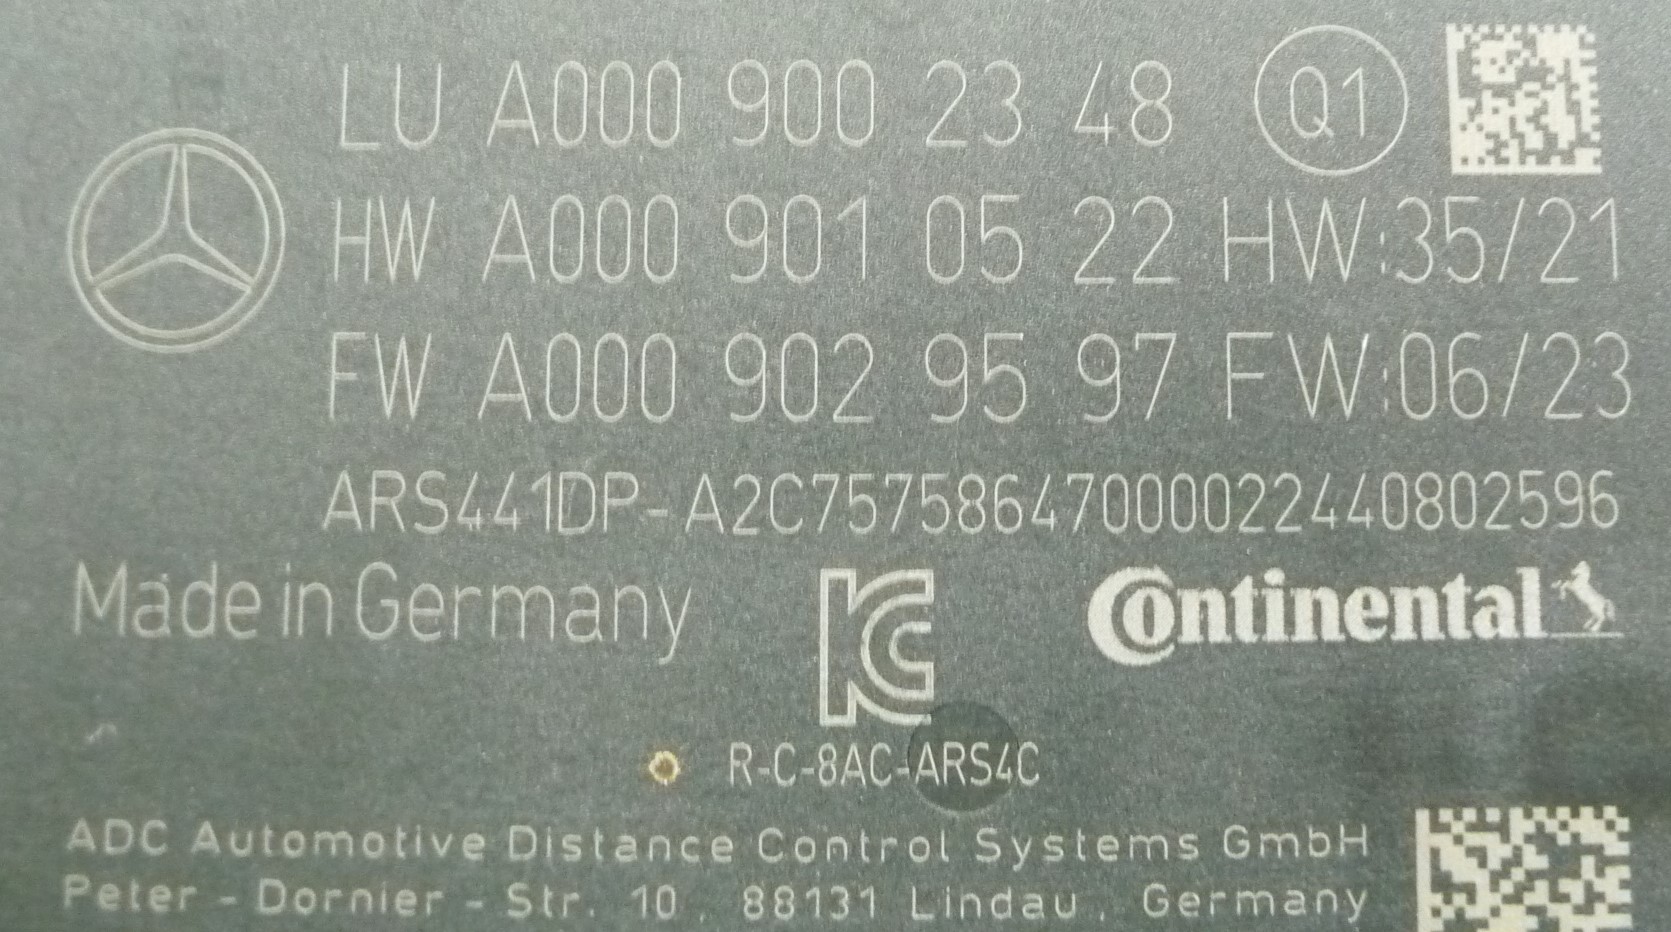 LU A000 900 23 48 Q1
HW A000 901 05 22 HW:35/21
FW A000 902 95 97 FW:06/23
ARS441DP-A2C75758647000022440802596
Made in Germany
Continental
R-C-8AC-ARS4C
ADC Automotive Distance Control Systems GmbH
Peter - Dornier - Str. 10, 88131 Lindau, Germany